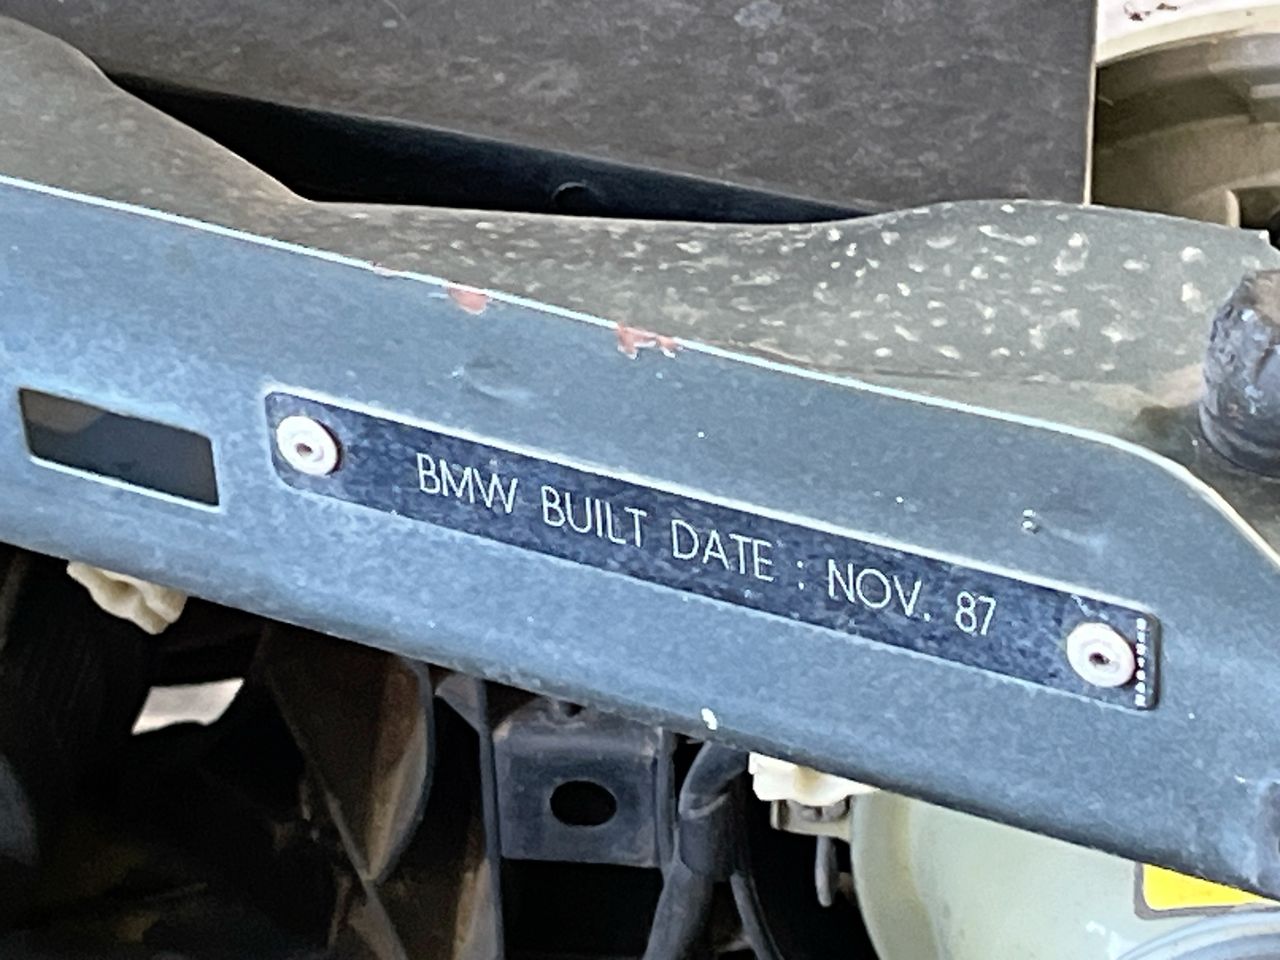 BMW BUILT DATE : NOV. 87